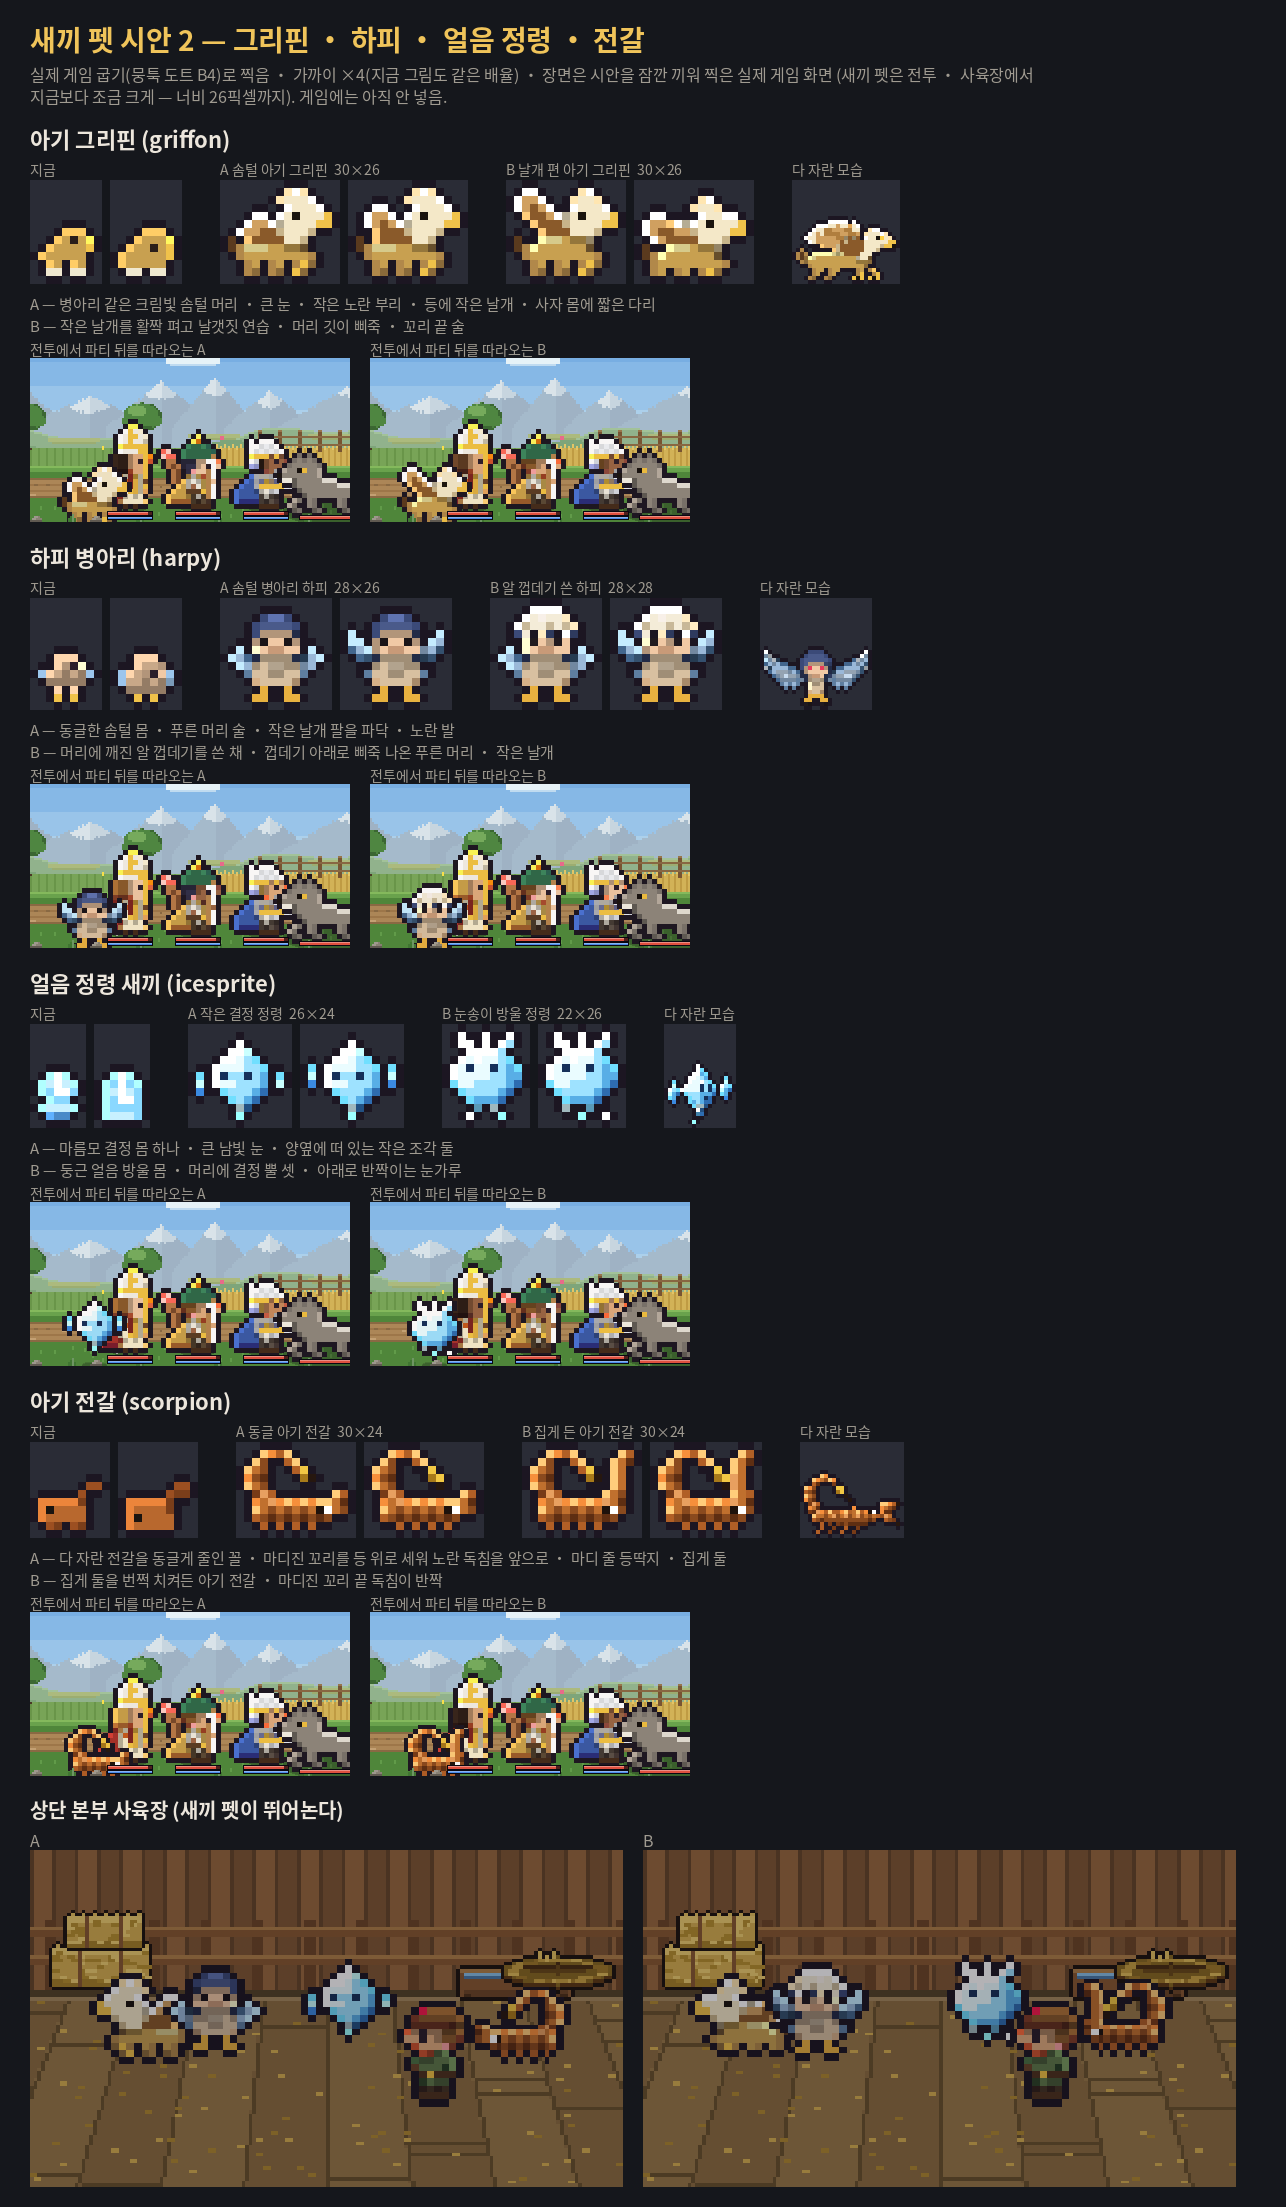 새끼 펫 시안 2 — 그리핀 · 하피 · 얼음 정령 · 전갈
실제 게임 굽기(뭉툭 도트 B4)로 찍음 · 가까이 ×4(지금 그림도 같은 배율) · 장면은 시안을 잠깐 끼워 찍은 실제 게임 화면 (새끼 펫은 전투 · 사육장에서
지금보다 조금 크게 — 너비 26픽셀까지). 게임에는 아직 안 넣음.
아기 그리핀 (griffon)
지금
A 솜털 아기 그리핀 30×26
B 날개 편 아기 그리핀 30×26
다 자란 모습
A — 병아리 같은 크림빛 솜털 머리 · 큰 눈 · 작은 노란 부리 · 등에 작은 날개 · 사자 몸에 짧은 다리
B — 작은 날개를 활짝 펴고 날갯짓 연습 · 머리 깃이 삐죽 · 꼬리 끝 술
전투에서 파티 뒤를 따라오는 A
전투에서 파티 뒤를 따라오는 B
하피 병아리 (harpy)
지금
A 솜털 병아리 하피 28×26
B 알 껍데기 쓴 하피 28×28
다 자란 모습
A — 동글한 솜털 몸 · 푸른 머리 술 · 작은 날개 팔을 파닥 · 노란 발
B — 머리에 깨진 알 껍데기를 쓴 채 · 껍데기 아래로 삐죽 나온 푸른 머리 · 작은 날개
전투에서 파티 뒤를 따라오는 A
전투에서 파티 뒤를 따라오는 B
얼음 정령 새끼 (icesprite)
지금
A 작은 결정 정령 26×24
B 눈송이 방울 정령 22×26
다 자란 모습
A — 마름모 결정 몸 하나 · 큰 남빛 눈 · 양옆에 떠 있는 작은 조각 둘
B — 둥근 얼음 방울 몸 · 머리에 결정 뿔 셋 · 아래로 반짝이는 눈가루
전투에서 파티 뒤를 따라오는 A
전투에서 파티 뒤를 따라오는 B
아기 전갈 (scorpion)
지금
A 동글 아기 전갈 30×24
B 집게 든 아기 전갈 30×24
다 자란 모습
A — 다 자란 전갈을 동글게 줄인 꼴 · 마디진 꼬리를 등 위로 세워 노란 독침을 앞으로 · 마디 줄 등딱지 · 집게 둘
B — 집게 둘을 번쩍 치켜든 아기 전갈 · 마디진 꼬리 끝 독침이 반짝
전투에서 파티 뒤를 따라오는 A
전투에서 파티 뒤를 따라오는 B
상단 본부 사육장 (새끼 펫이 뛰어논다)
A
B